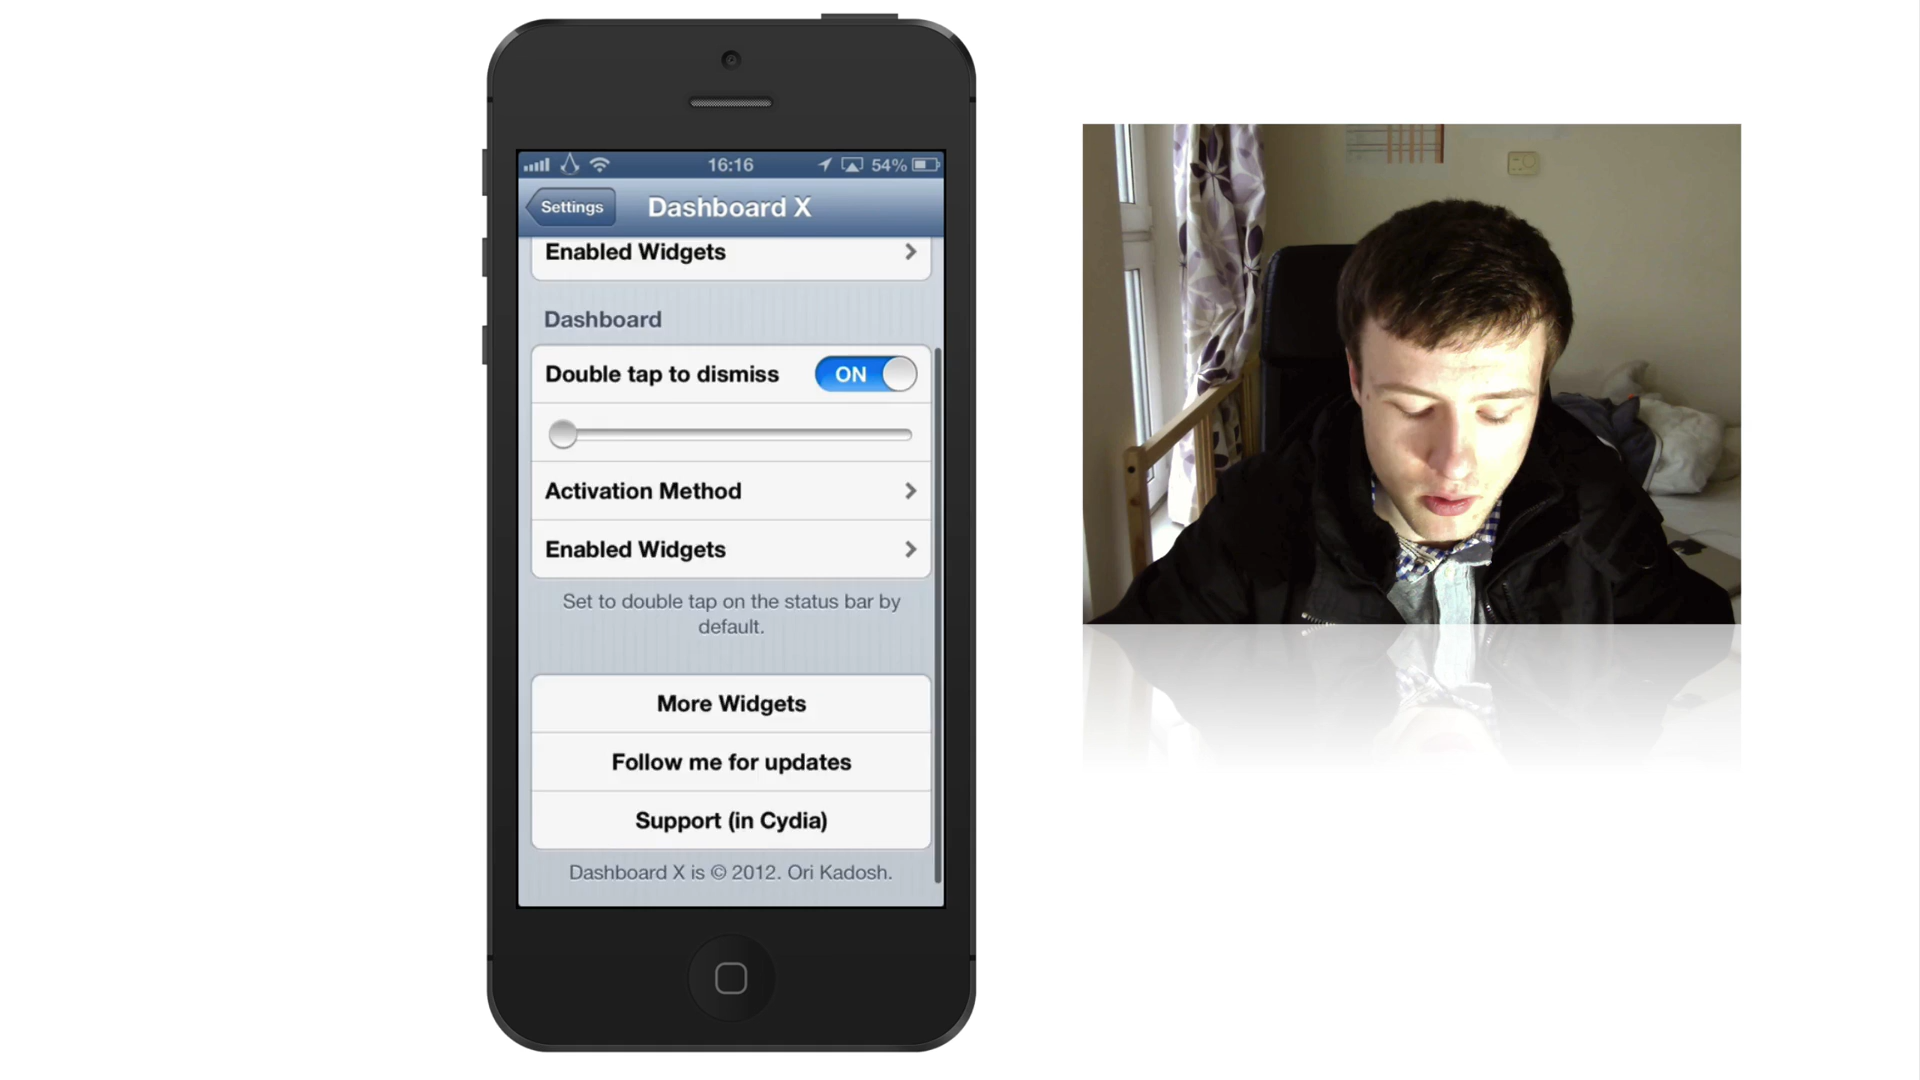 16:16
54%
Settings
Dashboard X
Enabled Widgets
Dashboard
Double tap to dismiss
ON
Activation Method
Enabled Widgets
Set to double tap on the status bar by
default.
More Widgets
Follow me for updates
Support (in Cydia)
Dashboard X is © 2012. Ori Kadosh.